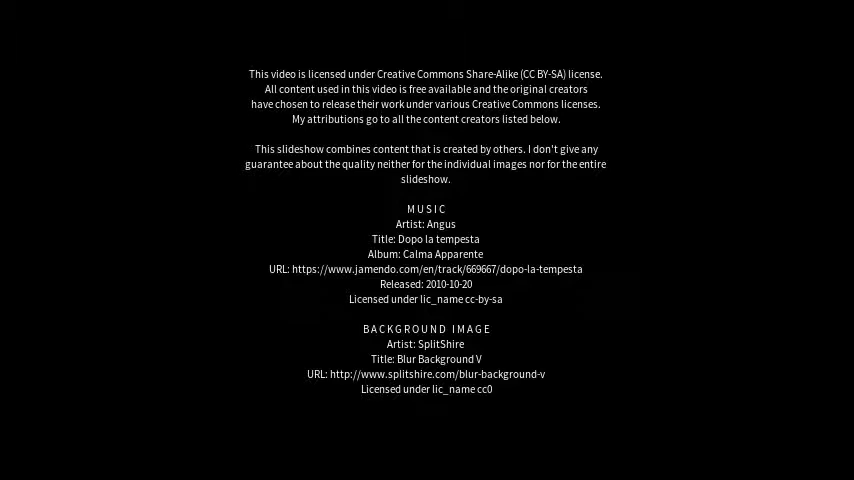 This video is licensed under Creative Commons Share-Alike (CC BY-SA) license.
All content used in this video is free available and the original creators
have chosen to release their work under various Creative Commons licenses.
My attributions go to all the content creators listed below.
This slideshow combines content that is created by others. I don't give any
guarantee about the quality neither for the individual images nor for the entire
slideshow.
MUSIC
Artist: Angus
Title: Dopo la tempesta
Album: Calma Apparente
URL: https://www.jamendo.com/en/track/669667/dopo-la-tempesta
Released: 2010-10-20
Licensed under lic_name cc-by-sa
BACKGROUND IMAGE
Artist: SplitShire
Title: Blur Background V
URL: http://www.splitshire.com/blur-background-v
Licensed under lic_name cc0